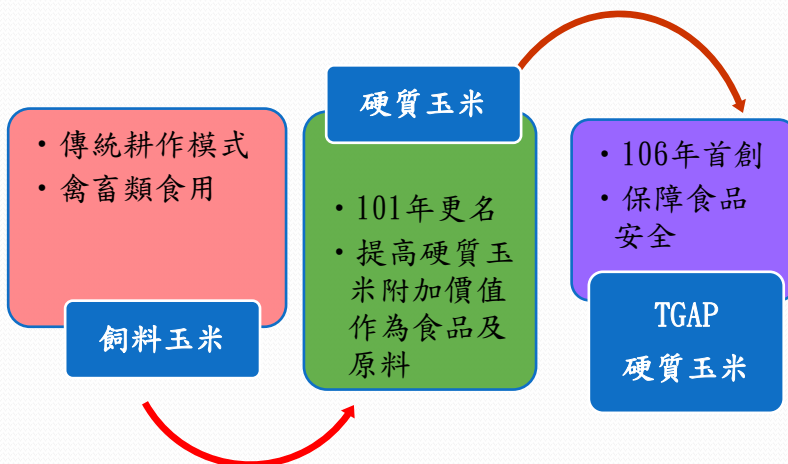 • 傳統耕作模式
• 禽畜類食用
飼料玉米
硬質玉米
• 101年更名
• 提高硬質玉
米附加價值
作為食品及
原料
• 106年首創
• 保障食品
安全
TGAP
硬質玉米